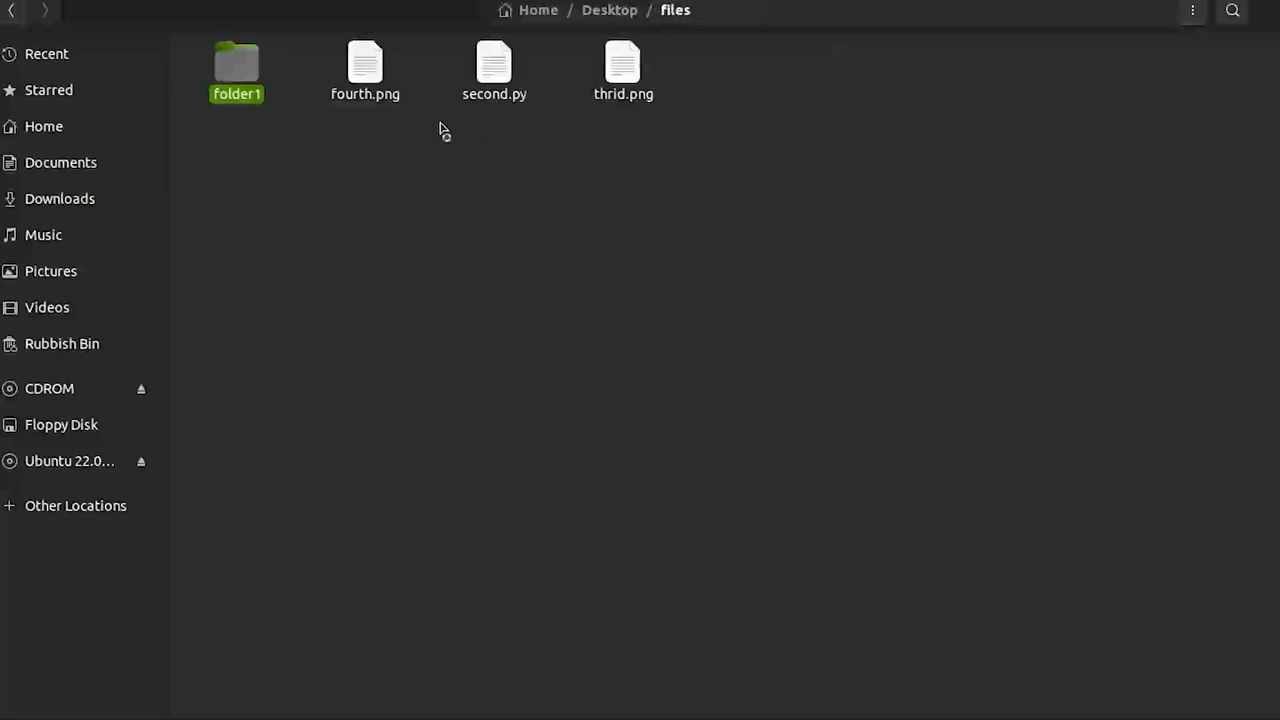 Home / Desktop / files
Recent
Starred
Home
Documents
Downloads
Music
Pictures
Videos
Rubbish Bin
CDROM
Floppy Disk
Ubuntu 22.0...
Other Locations
folder1
fourth.png
second.py
thrid.png